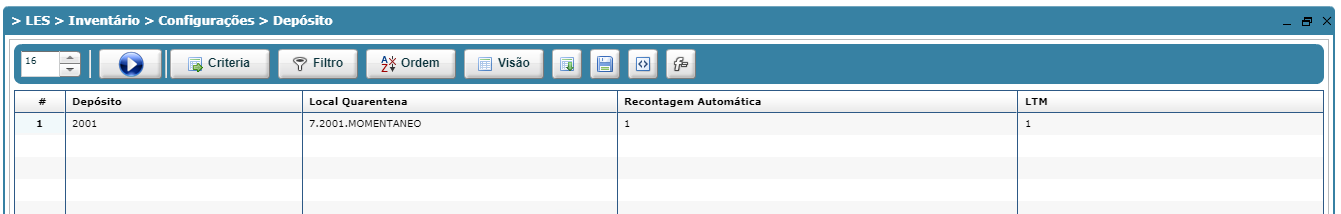 > LES > Inventário > Configurações > Depósito
16 Criteria Filtro Ordem Visão
# Depósito Local Quarentena Recontagem Automática LTM
1 2001 7.2001.MOMENTANEO 1 1